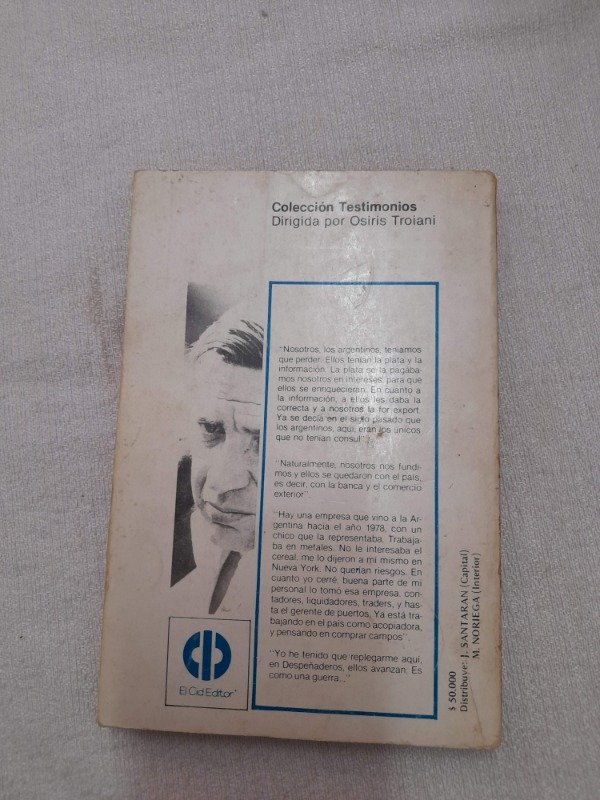 Colección Testimonios
Dirigida por Osiris Troiani
"Nosotros, los argentinos, teníamos
que perder. Ellos tenían la plata y la
información. La plata se la pagába-
mos nosotros en intereses, para que
ellos se enriquecieran. En cuanto a
la información, a ellos les daba la
correcta y a nosotros la for export.
Ya se decía en el siglo pasado que
los argentinos, aquí, eran los únicos
que no tenían cónsul".
"Naturalmente, nosotros nos fundi-
mos y ellos se quedaron con el país,
es decir, con la banca y el comercio
exterior".
"Hay una empresa que vino a la Ar-
gentina hacia el año 1978, con un
chico que la representaba. Trabaja-
ba en metales. No le interesaba el
cereal, me lo dijeron a mí mismo en
Nueva York. No querían riesgos. En
cuanto yo cerré, buena parte de mi
personal lo tomó esa empresa, con-
tadores, liquidadores, traders, y has-
ta el gerente de puertos. Ya está tra-
bajando en el país como acopiadora,
y pensando en comprar campos".
"Yo he tenido que replegarme aquí,
en Despeñaderos, ellos avanzan. Es
como una guerra..."
El Cid Editor
$ 50.000
Distribuye: J. SANTARAN (Capital)
M. NORIEGA (Interior)